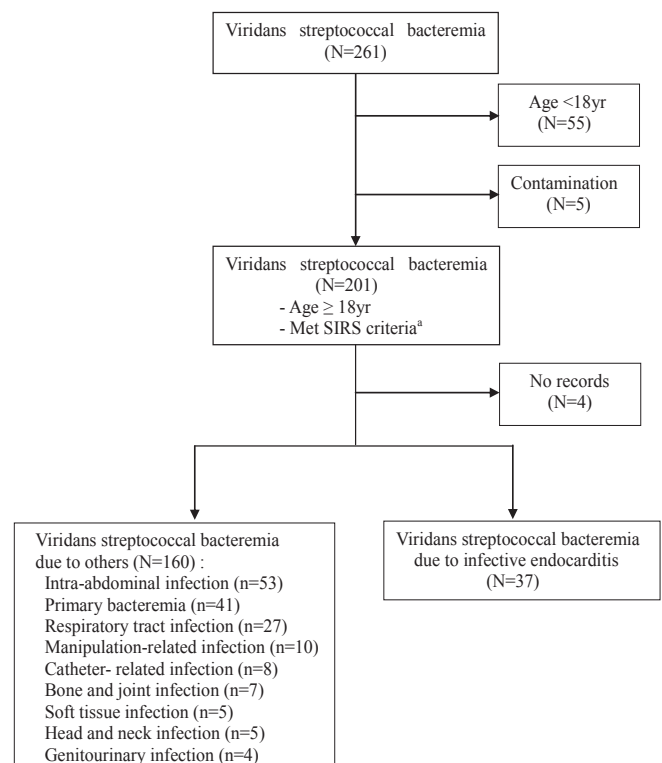 Viridans streptococcal bacteremia
(N=261)
Age <18yr
(N=55)
Contamination
(N=5)
Viridans streptococcal bacteremia
(N=201)
- Age ≥ 18yr
- Met SIRS criteriaᵃ
No records
(N=4)
Viridans streptococcal bacteremia
due to others (N=160) :
Intra-abdominal infection (n=53)
Primary bacteremia (n=41)
Respiratory tract infection (n=27)
Manipulation-related infection (n=10)
Catheter- related infection (n=8)
Bone and joint infection (n=7)
Soft tissue infection (n=5)
Head and neck infection (n=5)
Genitourinary infection (n=4)
Viridans streptococcal bacteremia
due to infective endocarditis
(N=37)